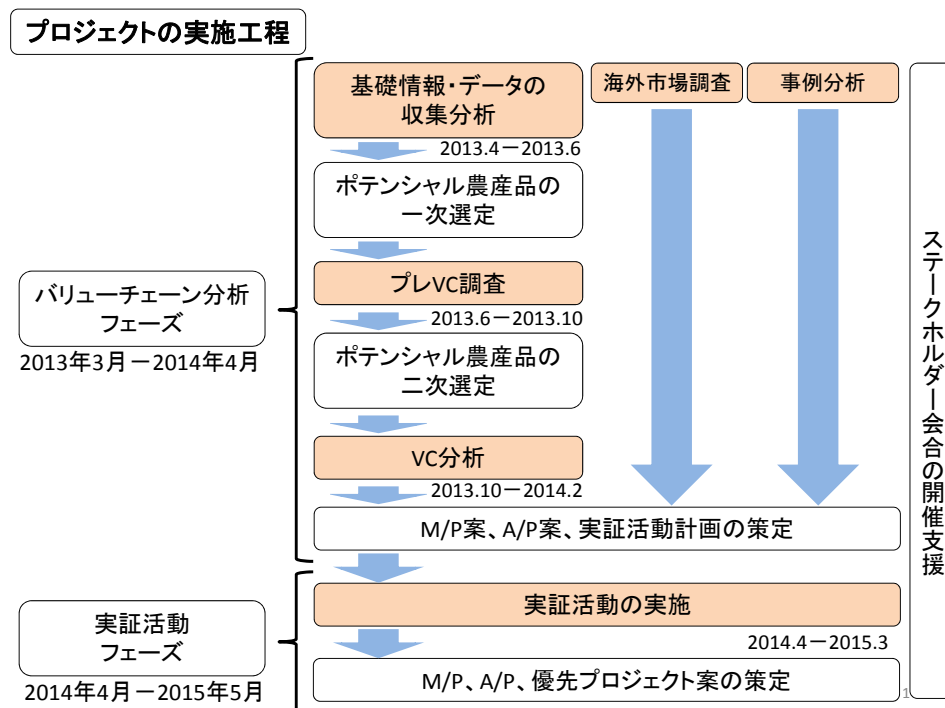 プロジェクトの実施工程
基礎情報・データの
収集分析
海外市場調査
事例分析
2013.4－2013.6
ポテンシャル農産品の
一次選定
プレVC調査
2013.6－2013.10
ポテンシャル農産品の
二次選定
VC分析
2013.10－2014.2
M/P案、A/P案、実証活動計画の策定
バリューチェーン分析
フェーズ
2013年3月－2014年4月
実証活動の実施
2014.4－2015.3
M/P、A/P、優先プロジェクト案の策定
実証活動
フェーズ
2014年4月－2015年5月
ステークホルダー会合の開催支援
1